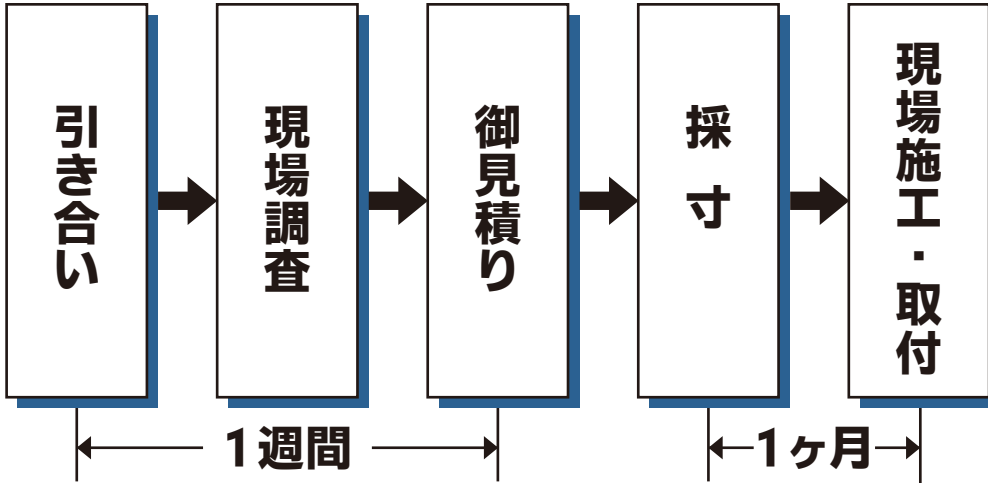 引き合い
現場調査
御見積り
採寸
現場施工・取付
1週間
1ヶ月